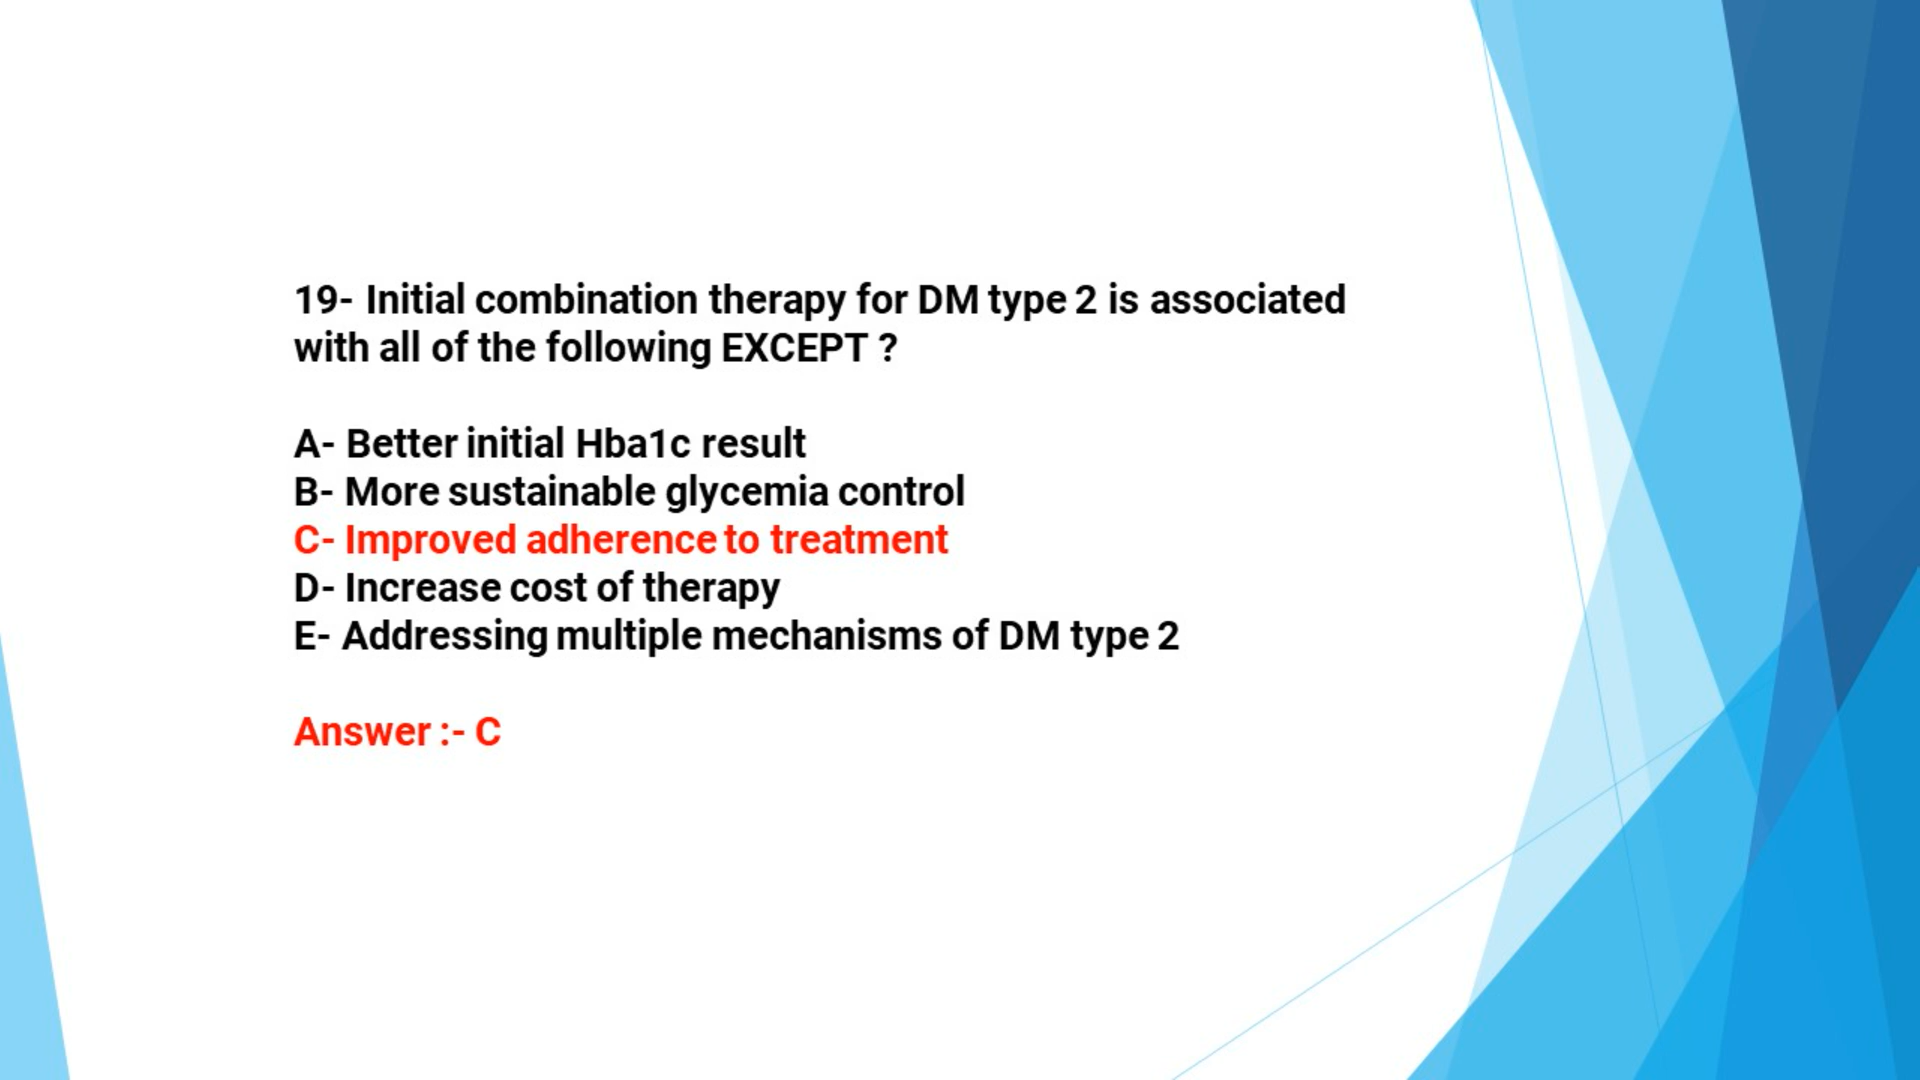 19- Initial combination therapy for DM type 2 is associated
with all of the following EXCEPT ?
A- Better initial Hba1c result
B- More sustainable glycemia control
C- Improved adherence to treatment
D- Increase cost of therapy
E- Addressing multiple mechanisms of DM type 2
Answer :- C